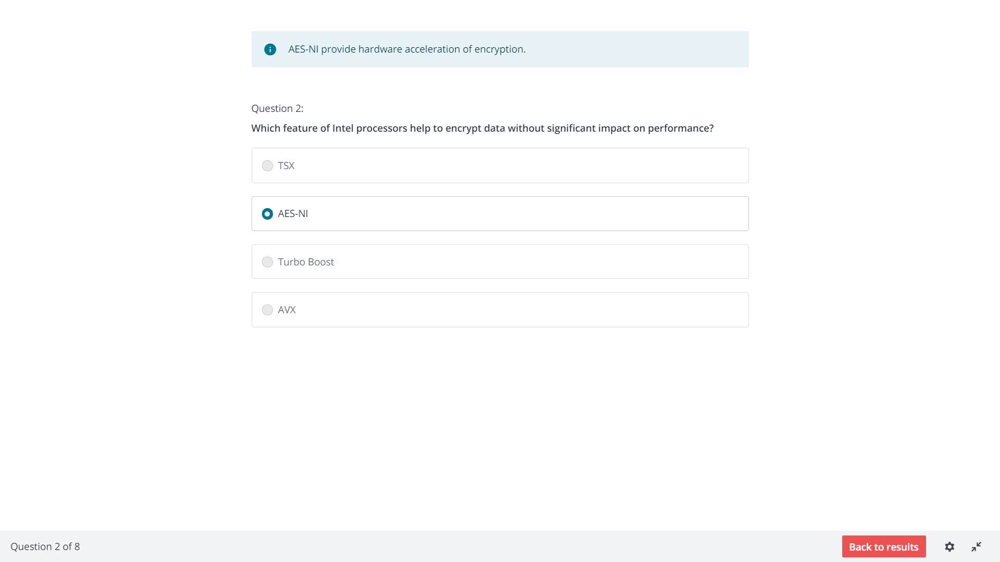 AES-NI provide hardware acceleration of encryption.
Question 2:
Which feature of Intel processors help to encrypt data without significant impact on performance?
TSX
AES-NI
Turbo Boost
AVX
Question 2 of 8
Back to results